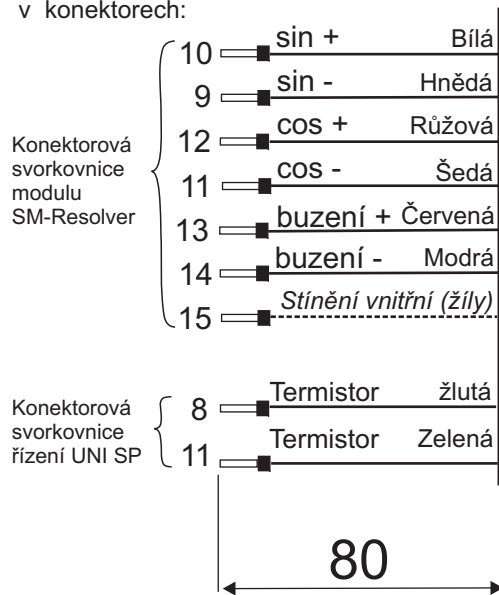 v konektorech:
10 sin + Bílá
9 sin - Hnědá
12 cos + Růžová
11 cos - Šedá
13 buzení + Červená
14 buzení - Modrá
15 Stínění vnitřní (žíly)
Konektorová
svorkovnice
modulu
SM-Resolver
8 Termistor žlutá
11 Termistor Zelená
Konektorová
svorkovnice
řízení UNI SP
80